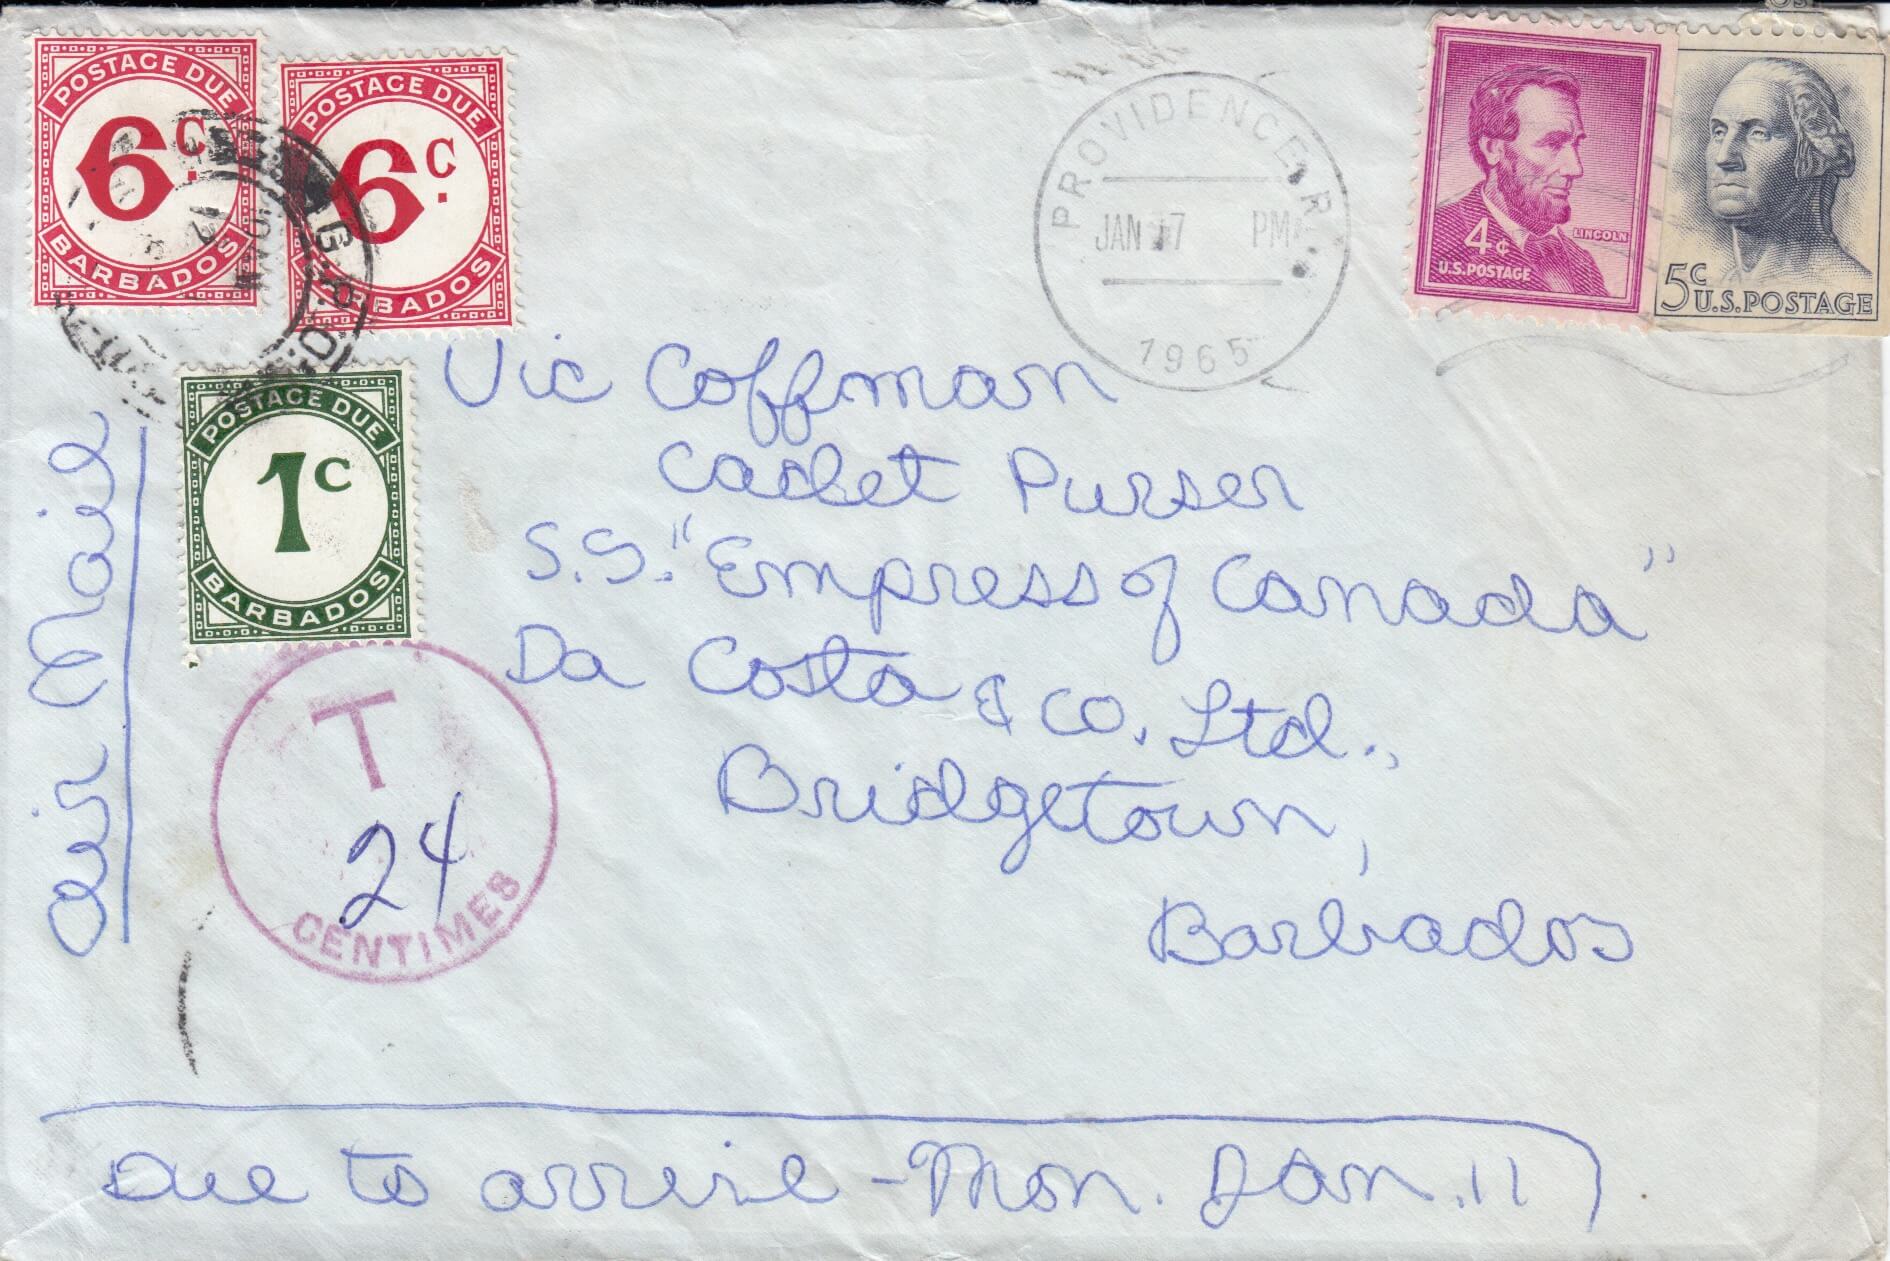 POSTAGE DUE
6c.
BARBADOS
POSTAGE DUE
6c.
BARBADOS
G.P.O.
POSTAGE DUE
1c
BARBADOS
PROVIDENCE, R.
JAN 7 PM
1965
4¢
LINCOLN
U.S. POSTAGE
5c
U.S. POSTAGE
Air Mail
Vic Coffman
Cadet Purser
S.S. "Empress of Canada"
Da Costa & Co., Ltd.,
Bridgetown,
Barbados
T
24
CENTIMES
Due to arrive - Mon. Jan. 11